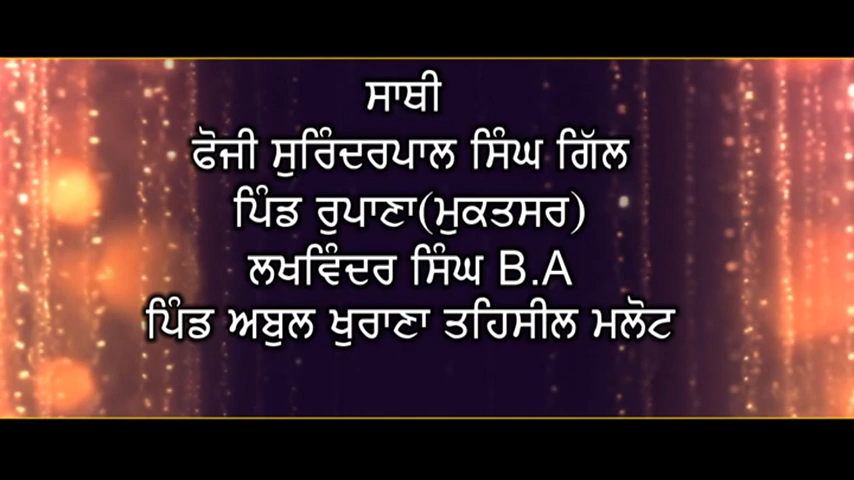 ਸਾਥੀ
ਫੋਜੀ ਸੁਰਿੰਦਰਪਾਲ ਸਿੰਘ ਗਿੱਲ
ਪਿੰਡ ਰੁਪਾਣਾ(ਮੁਕਤਸਰ)
ਲਖਵਿੰਦਰ ਸਿੰਘ B.A
ਪਿੰਡ ਅਬੁਲ ਖੁਰਾਣਾ ਤਹਿਸੀਲ ਮਲੋਟ